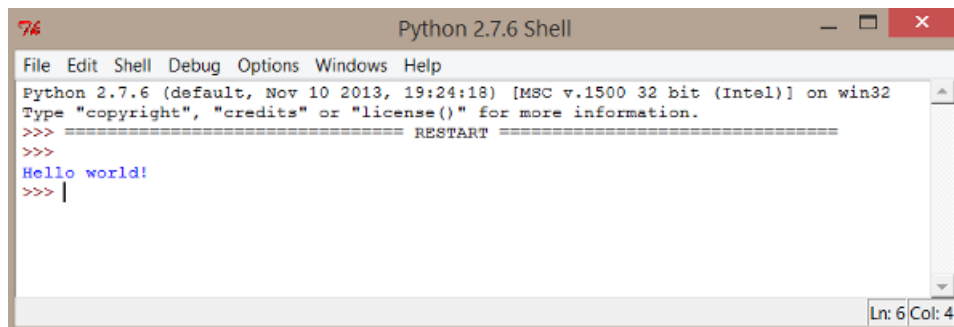 Python 2.7.6 Shell
File Edit Shell Debug Options Windows Help
Python 2.7.6 (default, Nov 10 2013, 19:24:18) [MSC v.1500 32 bit (Intel)] on win32
Type "copyright", "credits" or "license()" for more information.
>>> ================================ RESTART ================================
>>>
Hello world!
>>>
Ln: 6 Col: 4